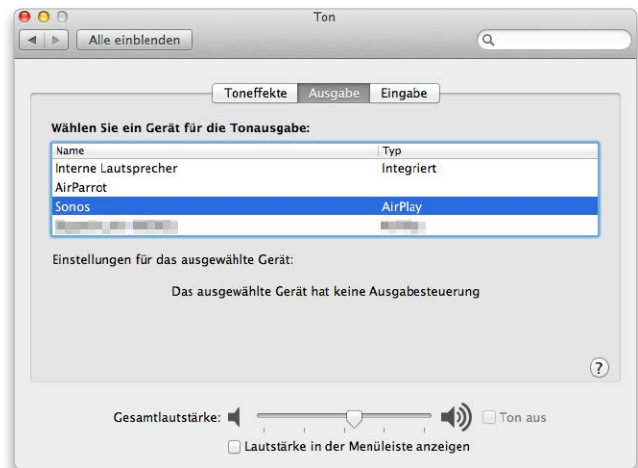 Ton
Alle einblenden
Toneffekte Ausgabe Eingabe
Wählen Sie ein Gerät für die Tonausgabe:
Name Typ
Interne Lautsprecher Integriert
AirParrot
Sonos AirPlay
Einstellungen für das ausgewählte Gerät:
Das ausgewählte Gerät hat keine Ausgabesteuerung
?
Gesamtlautstärke: Ton aus
Lautstärke in der Menüleiste anzeigen